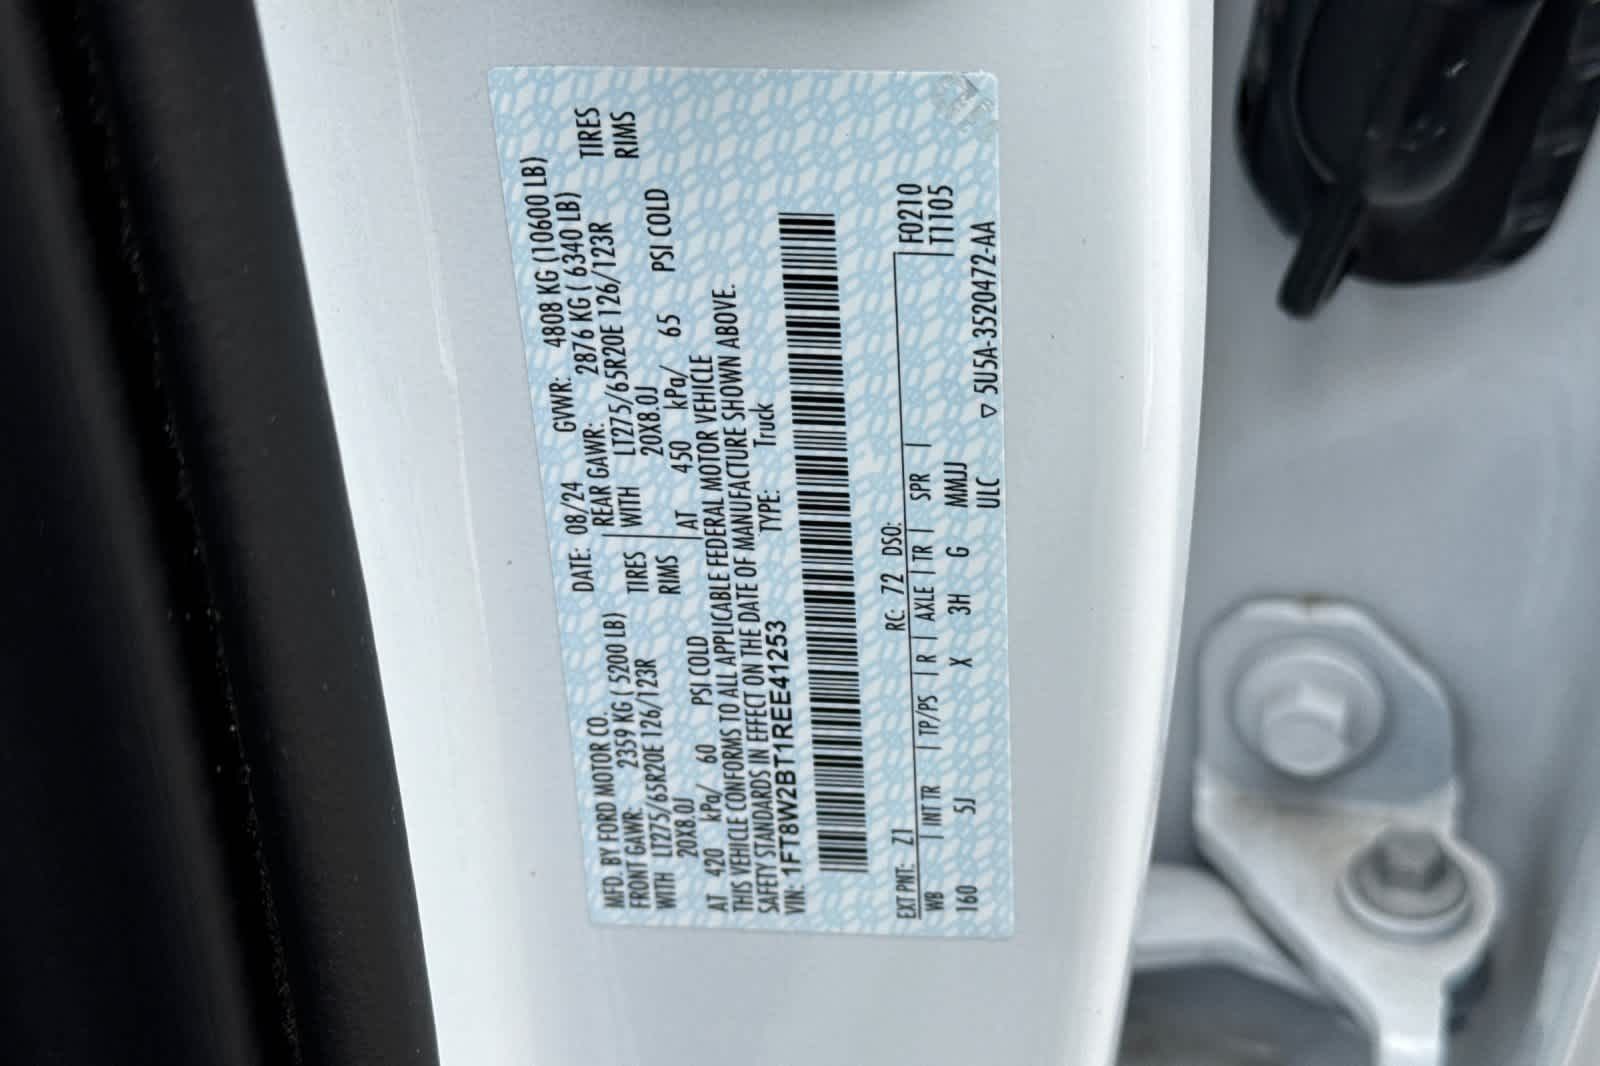 MFD. BY FORD MOTOR CO.
DATE: 08/24 GVWR: 4808 KG (10600 LB)
FRONT GAWR: 2359 KG ( 5200 LB) REAR GAWR: 2876 KG ( 6340 LB)
WITH LT275/65R20E 126/123R TIRES WITH LT275/65R20E 126/123R TIRES
20X8.0J RIMS 20X8.0J RIMS
AT 420 kPa/ 60 PSI COLD AT 450 kPa/ 65 PSI COLD
THIS VEHICLE CONFORMS TO ALL APPLICABLE FEDERAL MOTOR VEHICLE
SAFETY STANDARDS IN EFFECT ON THE DATE OF MANUFACTURE SHOWN ABOVE.
VIN: 1FT8W2BT1REE41253 TYPE: Truck
EXT PNT: Z1 RC: 72 DSO: F0210
WB | INT TR | TP/PS | R | AXLE | TR | SPR | T1105
160 5J X 3H G MMJJ
ULC ▽ 5U5A-3520472-AA